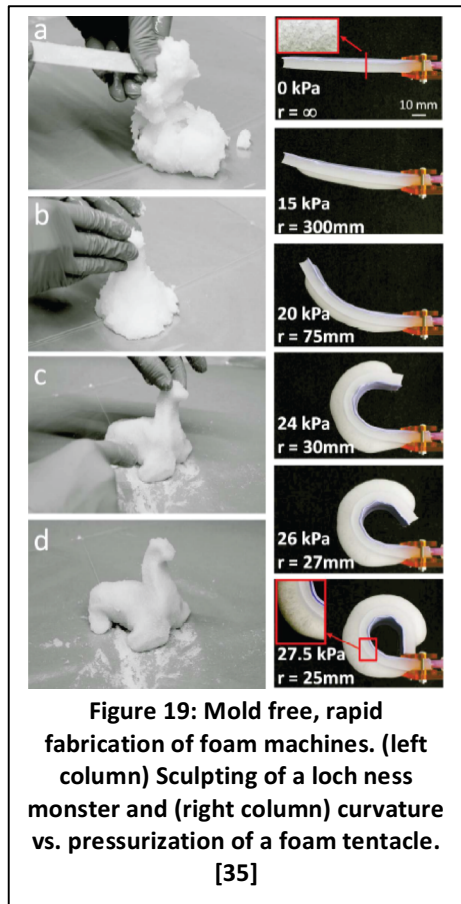 a
b
c
d
0 kPa
r = ∞
10 mm
15 kPa
r = 300mm
20 kPa
r = 75mm
24 kPa
r = 30mm
26 kPa
r = 27mm
27.5 kPa
r = 25mm
Figure 19: Mold free, rapid
fabrication of foam machines. (left
column) Sculpting of a loch ness
monster and (right column) curvature
vs. pressurization of a foam tentacle.
[35]